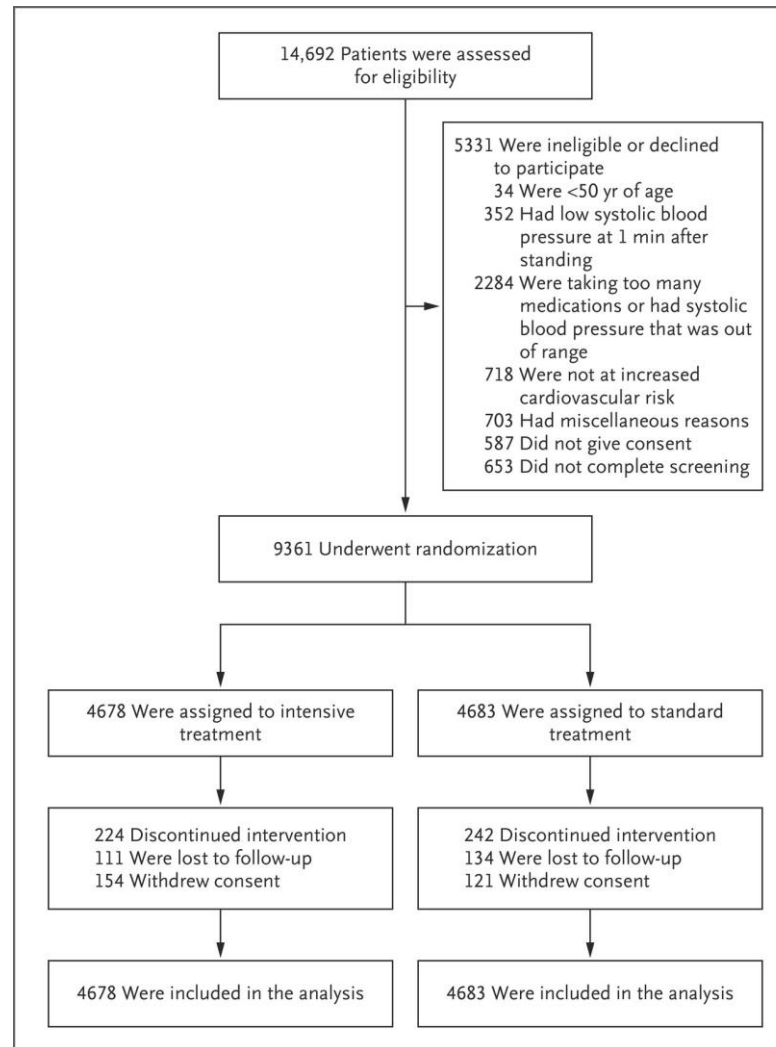 14,692 Patients were assessed
for eligibility
5331 Were ineligible or declined
to participate
34 Were <50 yr of age
352 Had low systolic blood
pressure at 1 min after
standing
2284 Were taking too many
medications or had systolic
blood pressure that was out
of range
718 Were not at increased
cardiovascular risk
703 Had miscellaneous reasons
587 Did not give consent
653 Did not complete screening
9361 Underwent randomization
4678 Were assigned to intensive
treatment
4683 Were assigned to standard
treatment
224 Discontinued intervention
111 Were lost to follow-up
154 Withdrew consent
242 Discontinued intervention
134 Were lost to follow-up
121 Withdrew consent
4678 Were included in the analysis
4683 Were included in the analysis